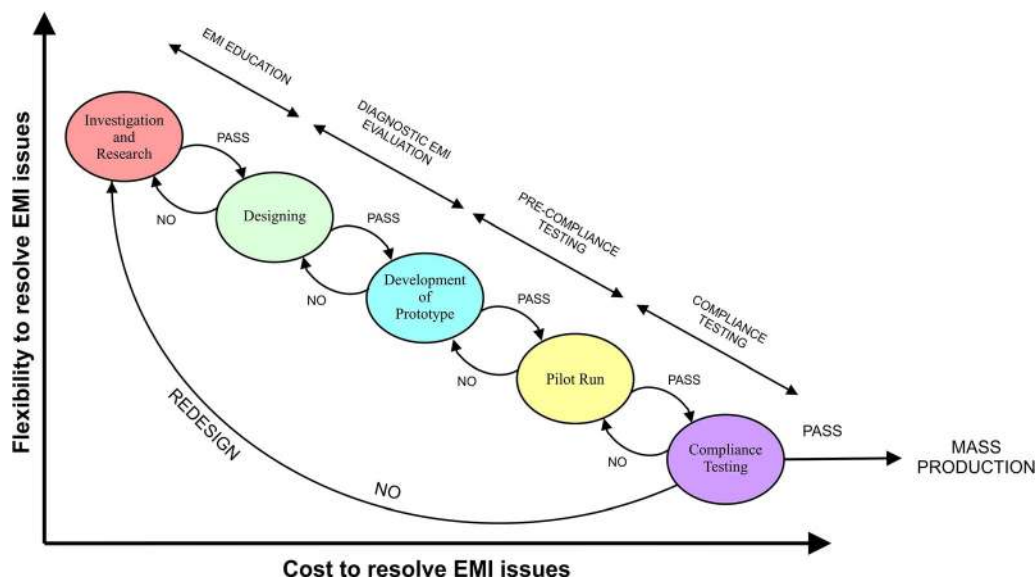 EMI EDUCATION
DIAGNOSTIC EMI
EVALUATION
PRE-COMPLIANCE
TESTING
COMPLIANCE
TESTING
Flexibility to resolve EMI issues
Investigation
and
Research
PASS
NO
Designing
PASS
NO
Development
of
Prototype
PASS
NO
Pilot Run
PASS
NO
Compliance
Testing
PASS
MASS
PRODUCTION
REDESIGN
NO
Cost to resolve EMI issues